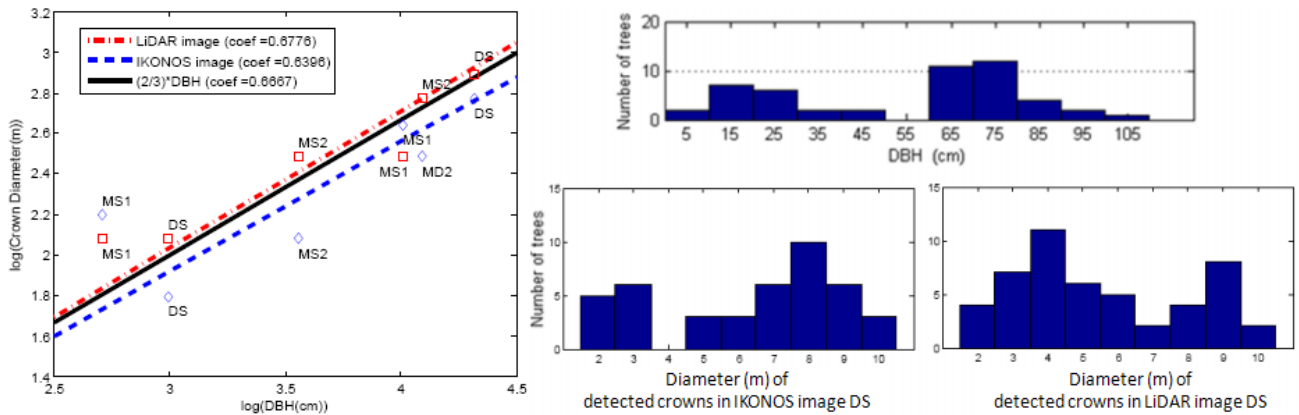 LiDAR image (coef =0.6776)
IKONOS image (coef =0.6396)
(2/3)*DBH (coef =0.6667)
log(Crown Diameter(m))
3.2
3
2.8
2.6
2.4
2.2
2
1.8
1.6
1.4
MS1
MS1
DS
DS
MS2
MS2
MS2
MS1
MS1
MD2
DS
DS
2.5 3 3.5 4 4.5
log(DBH(cm))
Number of trees
20
10
0
5 15 25 35 45 55 65 75 85 95 105
DBH (cm)
Number of trees
15
10
5
0
2 3 4 5 6 7 8 9 10
Diameter (m) of
detected crowns in IKONOS image DS
15
10
5
0
2 3 4 5 6 7 8 9 10
Diameter (m) of
detected crowns in LiDAR image DS